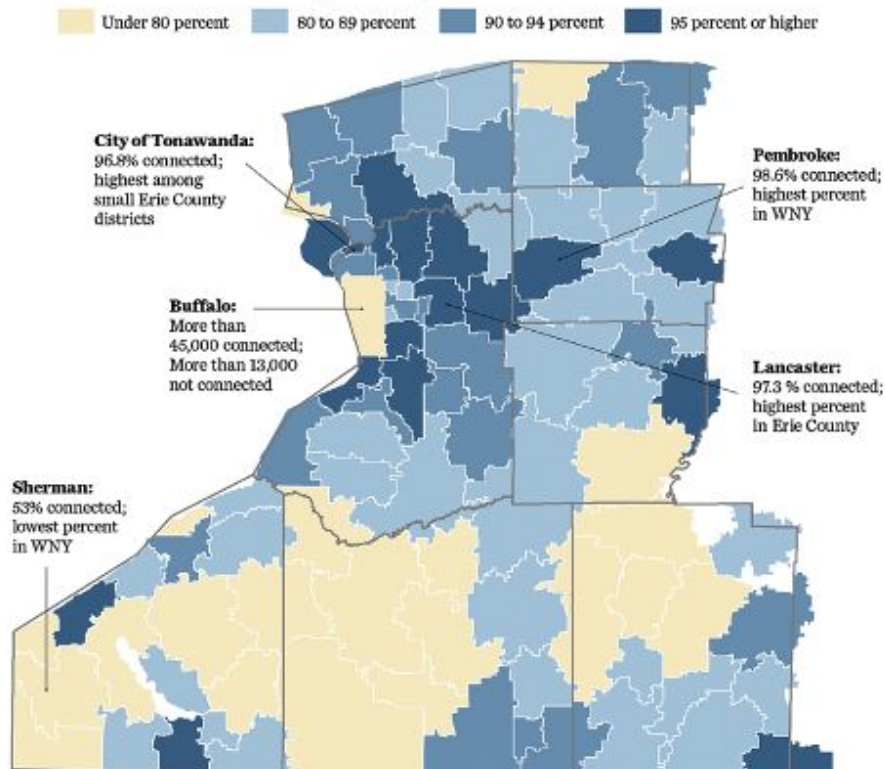 Under 80 percent
80 to 89 percent
90 to 94 percent
95 percent or higher
City of Tonawanda:
96.8% connected;
highest among
small Erie County
districts
Pembroke:
98.6% connected;
highest percent
in WNY
Buffalo:
More than
45,000 connected;
More than 13,000
not connected
Lancaster:
97.3 % connected;
highest percent
in Erie County
Sherman:
53% connected;
lowest percent
in WNY